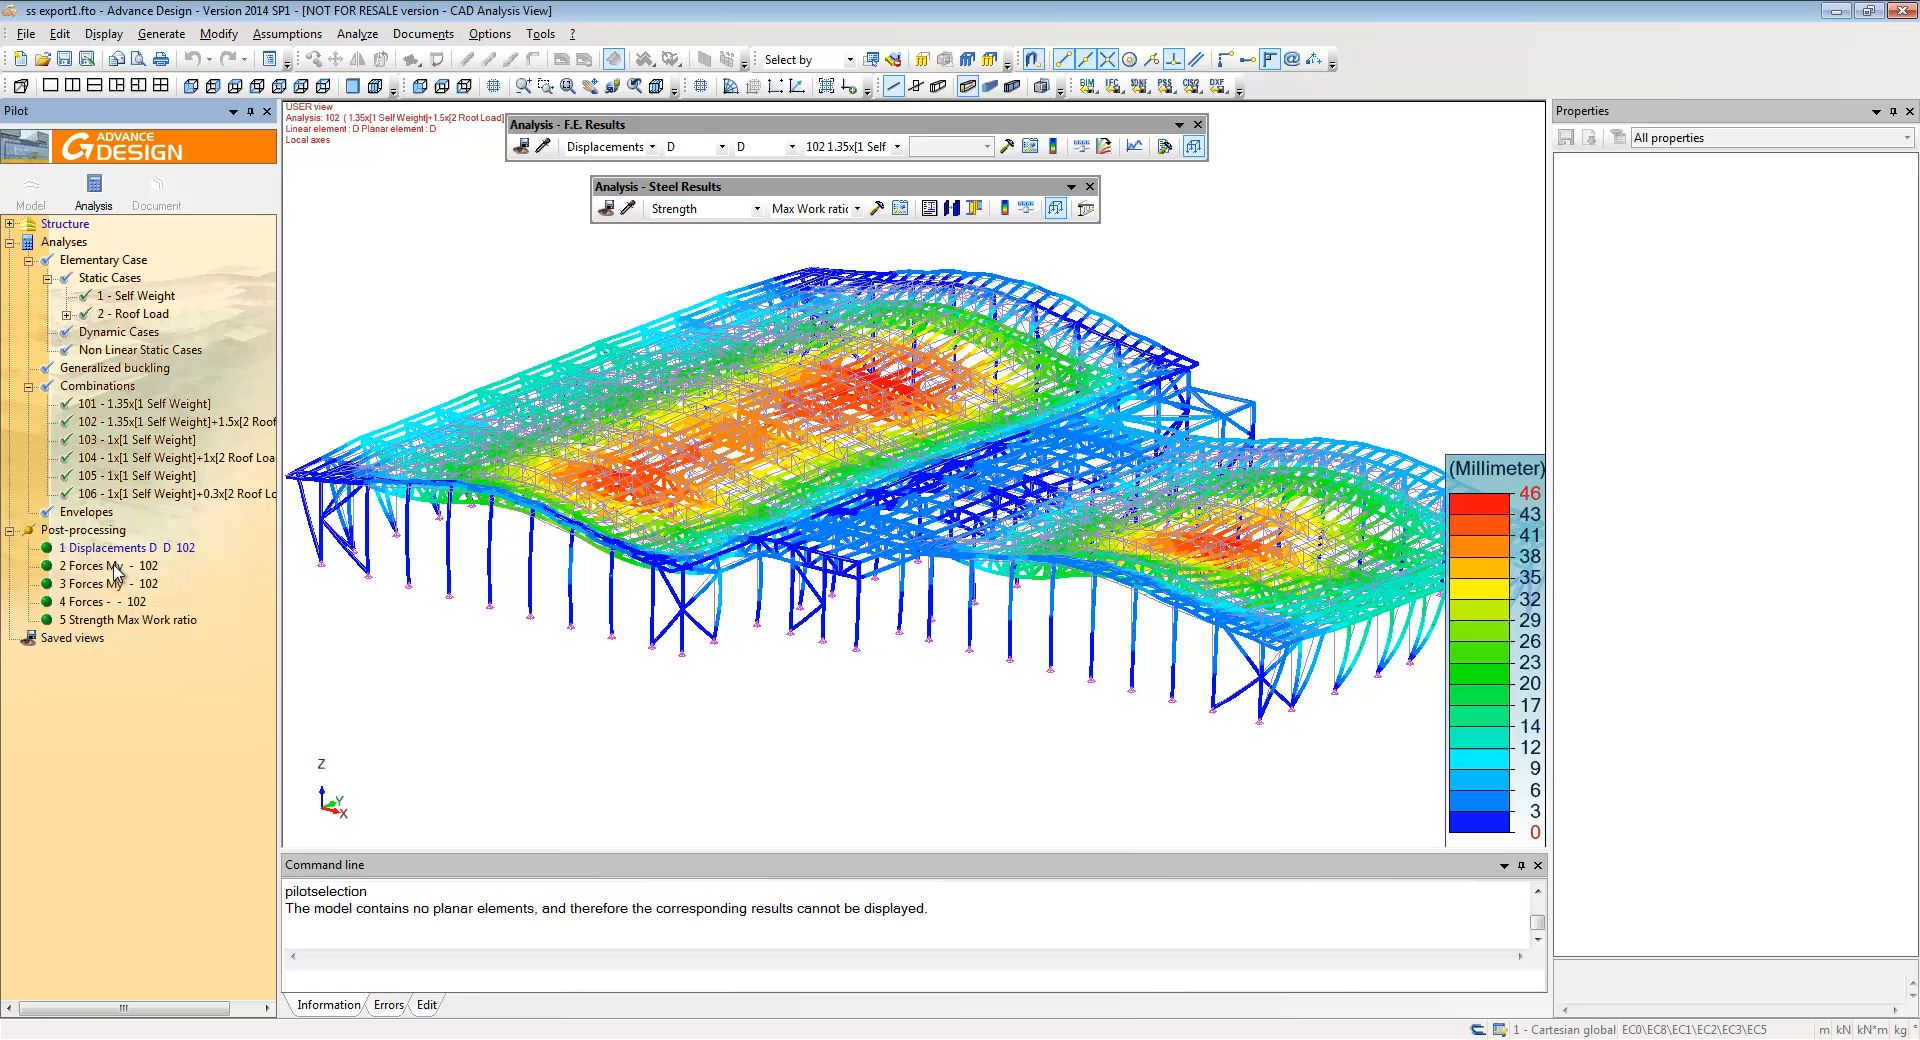 ss export1.fto - Advance Design - Version 2014 SP1 - [NOT FOR RESALE version - CAD Analysis View]
File Edit Display Generate Modify Assumptions Analyze Documents Options Tools ?
Select by
BIM IFC SDNF PSS CIS/2 DXF
Pilot
ADVANCE
DESIGN
Model Analysis Document
Structure
Analyses
Elementary Case
Static Cases
1 - Self Weight
2 - Roof Load
Dynamic Cases
Non Linear Static Cases
Generalized buckling
Combinations
101 - 1.35x[1 Self Weight]
102 - 1.35x[1 Self Weight]+1.5x[2 Roof
103 - 1x[1 Self Weight]
104 - 1x[1 Self Weight]+1x[2 Roof Loa
105 - 1x[1 Self Weight]
106 - 1x[1 Self Weight]+0.3x[2 Roof Lo
Envelopes
Post-processing
1 Displacements D D 102
2 Forces My - 102
3 Forces My - 102
4 Forces - - 102
5 Strength Max Work ratio
Saved views
USER view
Analysis: 102 ( 1.35x[1 Self Weight]+1.5x[2 Roof Load]
Linear element : D Planar element : D
Local axes
Analysis - F.E. Results
Displacements D D 102 1.35x[1 Self
Analysis - Steel Results
Strength Max Work ratio
(Millimeter)
46
43
41
38
35
32
29
26
23
20
17
14
12
9
6
3
0
Z
Y
X
Command line
pilotselection
The model contains no planar elements, and therefore the corresponding results cannot be displayed.
Information Errors Edit
Properties
All properties
1 - Cartesian global EC0\EC8\EC1\EC2\EC3\EC5 m kN kN*m kg °